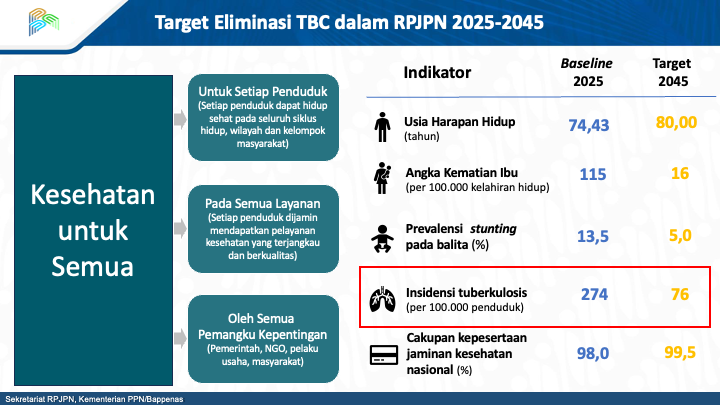 Target Eliminasi TBC dalam RPJPN 2025-2045
Kesehatan
untuk
Semua
Untuk Setiap Penduduk
(Setiap penduduk dapat hidup
sehat pada seluruh siklus
hidup, wilayah dan kelompok
masyarakat)
Pada Semua Layanan
(Setiap penduduk dijamin
mendapatkan pelayanan
kesehatan yang terjangkau
dan berkualitas)
Oleh Semua
Pemangku Kepentingan
(Pemerintah, NGO, pelaku
usaha, masyarakat)
Indikator
Baseline
2025
Target
2045
Usia Harapan Hidup
(tahun)
74,43
80,00
Angka Kematian Ibu
(per 100.000 kelahiran hidup)
115
16
Prevalensi stunting
pada balita (%)
13,5
5,0
Insidensi tuberkulosis
(per 100.000 penduduk)
274
76
Cakupan kepesertaan
jaminan kesehatan
nasional (%)
98,0
99,5
Sekretariat RPJPN, Kementerian PPN/Bappenas